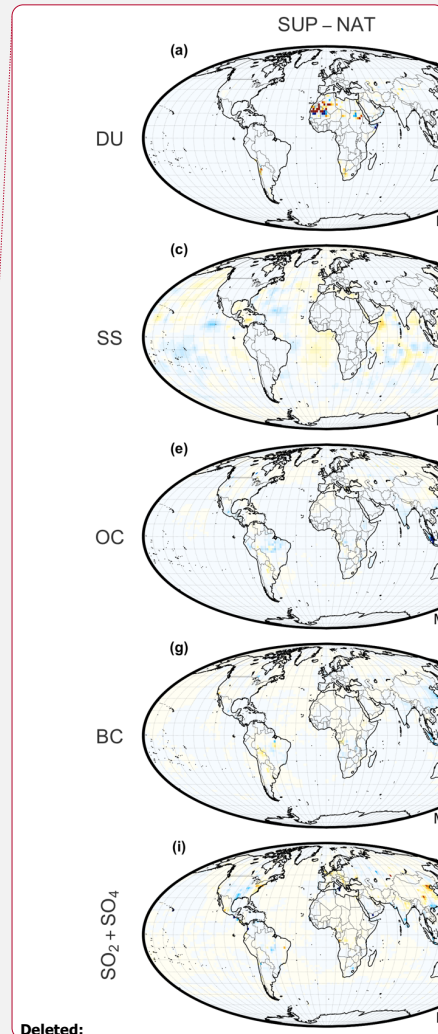 SUP – NAT
(a)
DU
(c)
SS
(e)
OC
M
(g)
BC
M
(i)
SO₂ + SO₄
Deleted: